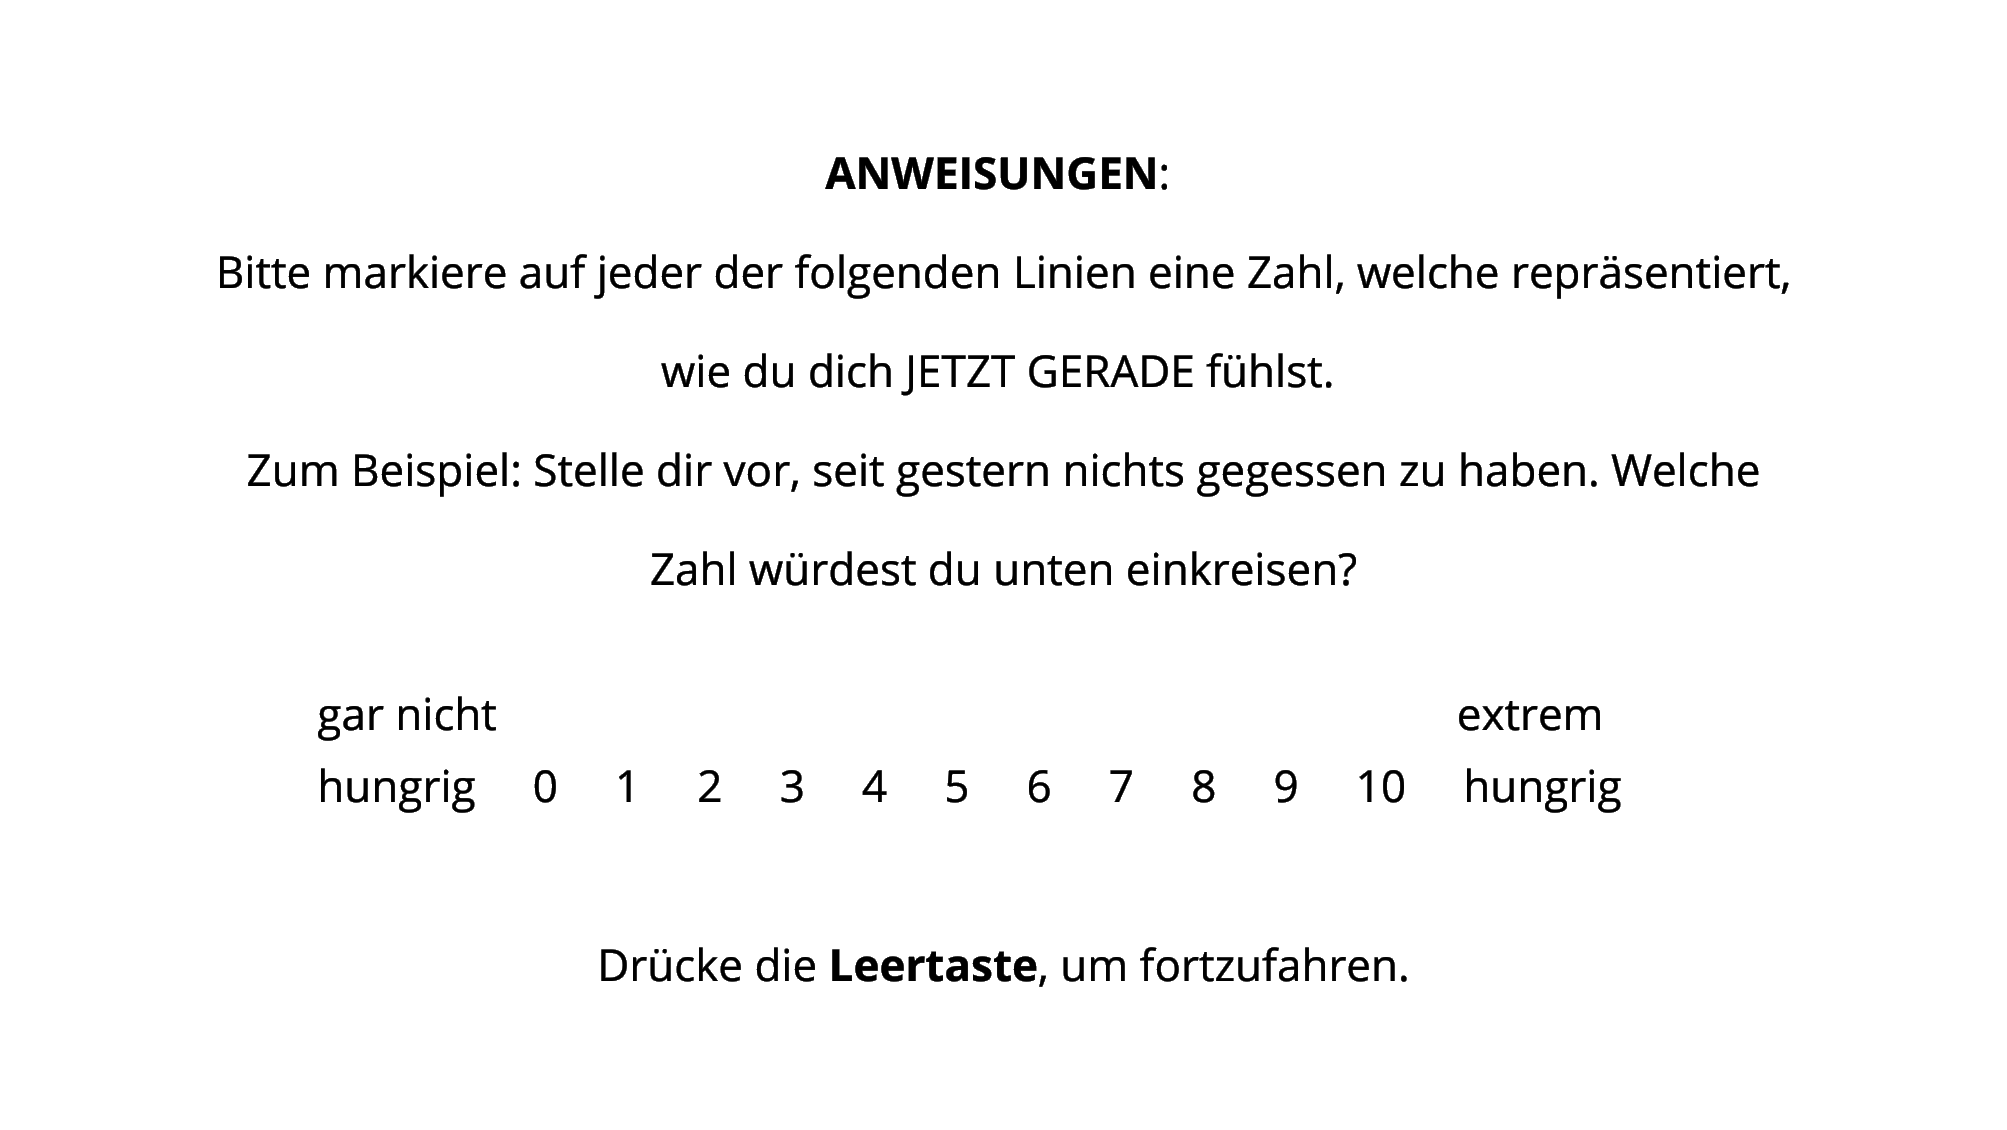 ANWEISUNGEN:
Bitte markiere auf jeder der folgenden Linien eine Zahl, welche repräsentiert,
wie du dich JETZT GERADE fühlst.
Zum Beispiel: Stelle dir vor, seit gestern nichts gegessen zu haben. Welche
Zahl würdest du unten einkreisen?
gar nicht extrem
hungrig 0 1 2 3 4 5 6 7 8 9 10 hungrig
Drücke die Leertaste, um fortzufahren.